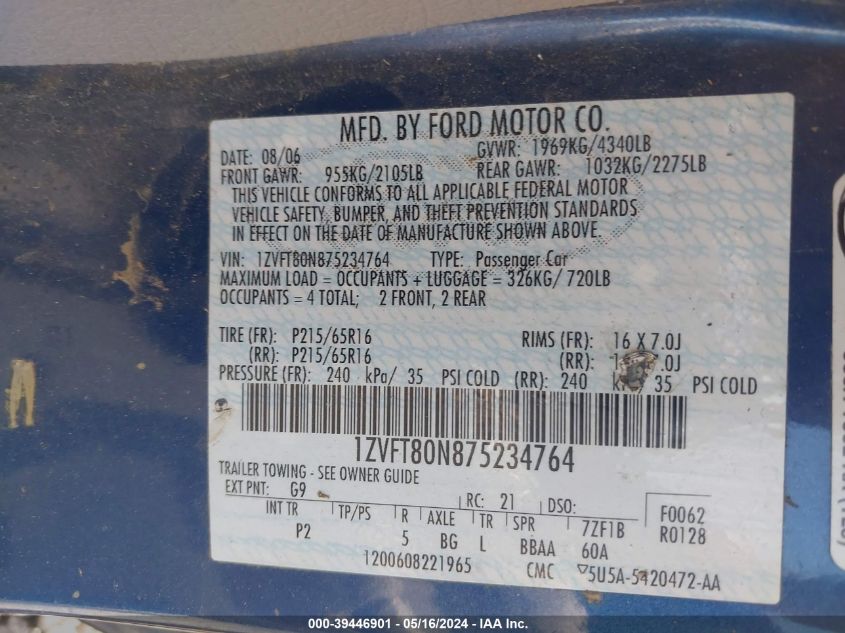 MFD. BY FORD MOTOR CO.
DATE: 08/06 GVWR: 1969KG/4340LB
FRONT GAWR: 955KG/2105LB REAR GAWR: 1032KG/2275LB
THIS VEHICLE CONFORMS TO ALL APPLICABLE FEDERAL MOTOR
VEHICLE SAFETY, BUMPER, AND THEFT PREVENTION STANDARDS
IN EFFECT ON THE DATE OF MANUFACTURE SHOWN ABOVE.
VIN: 1ZVFT80N875234764 TYPE: Passenger Car
MAXIMUM LOAD = OCCUPANTS + LUGGAGE = 326KG/ 720LB
OCCUPANTS = 4 TOTAL; 2 FRONT, 2 REAR
TIRE (FR): P215/65R16 RIMS (FR): 16 X 7.0J
(RR): P215/65R16 (RR):
PRESSURE (FR): 240 kPa/ 35 PSI COLD (RR): 240 35 PSI COLD
1ZVFT80N875234764
TRAILER TOWING - SEE OWNER GUIDE
EXT PNT: G9 RC: 21 DSO: F0062
INT TR TP/PS R AXLE TR SPR 7ZF1B R0128
P2 5 BG L BBAA 60A
1200608221965 CMC 5U5A-5420472-AA
000-39446901 - 05/16/2024 - IAA Inc.